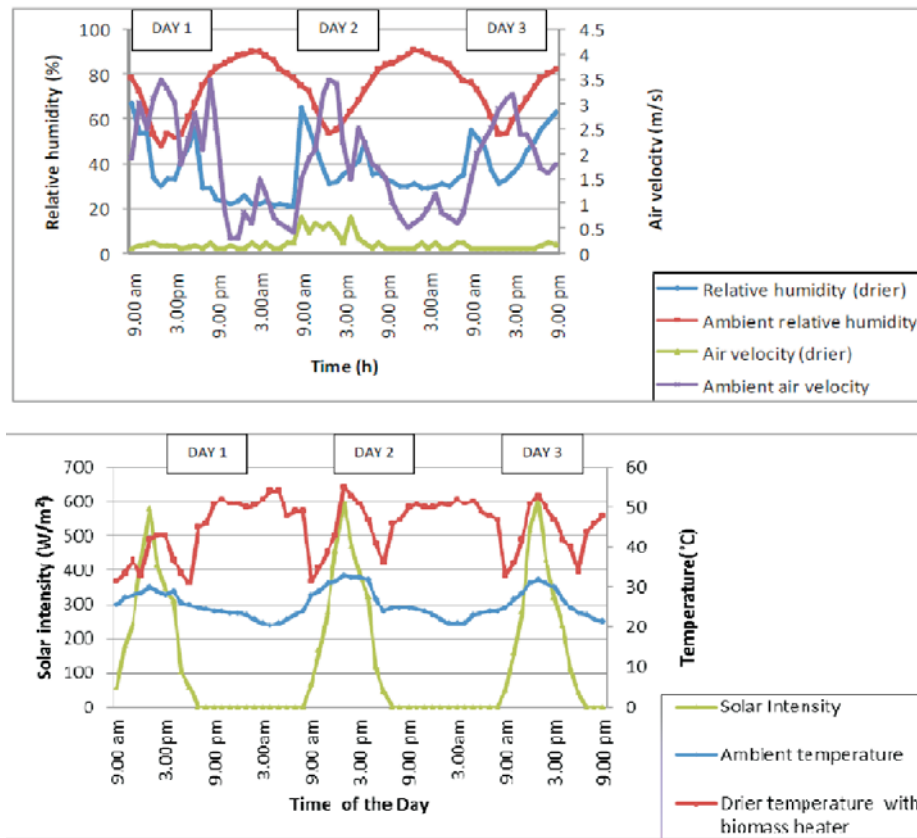 DAY 1 DAY 2 DAY 3
100
80
60
40
20
0
Relative humidity (%)
4.5
4
3.5
3
2.5
2
1.5
1
0.5
0
Air velocity (m/s)
9.00 am
3.00pm
9.00 pm
3.00 am
9.00 am
3.00 pm
9.00 pm
3.00 am
9.00 am
3.00 pm
9.00 pm
Time (h)
Relative humidity (drier)
Ambient relative humidity
Air velocity (drier)
Ambient air velocity
DAY 1 DAY 2 DAY 3
700
600
500
400
300
200
100
0
Solar intensity (W/m²)
60
50
40
30
20
10
0
Temperature(°C)
9.00 am
3.00 pm
9.00 pm
3.00am
9.00 am
3.00 pm
9.00 pm
3.00 am
9.00 am
3.00 pm
9.00 pm
Time of the Day
Solar Intensity
Ambient temperature
Drier temperature with
biomass heater